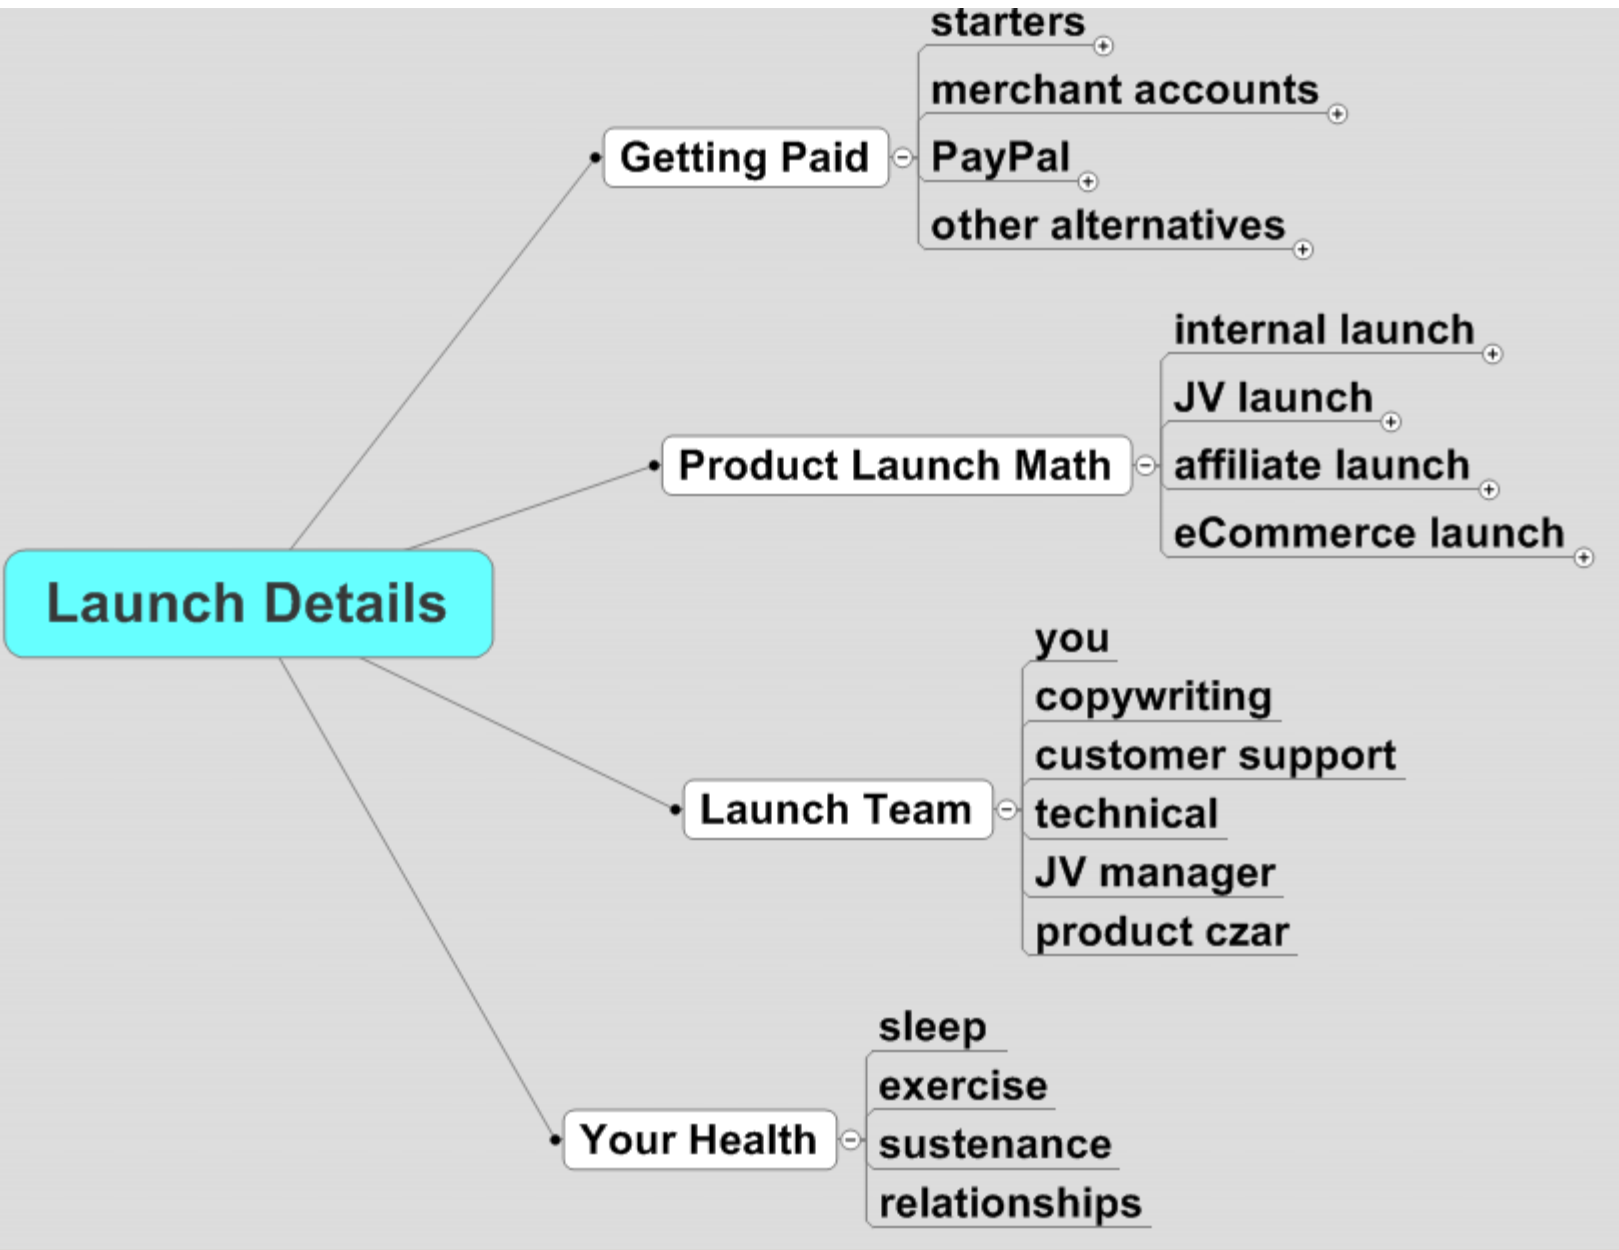 Launch Details
Getting Paid
starters
merchant accounts
PayPal
other alternatives
Product Launch Math
internal launch
JV launch
affiliate launch
eCommerce launch
Launch Team
you
copywriting
customer support
technical
JV manager
product czar
Your Health
sleep
exercise
sustenance
relationships